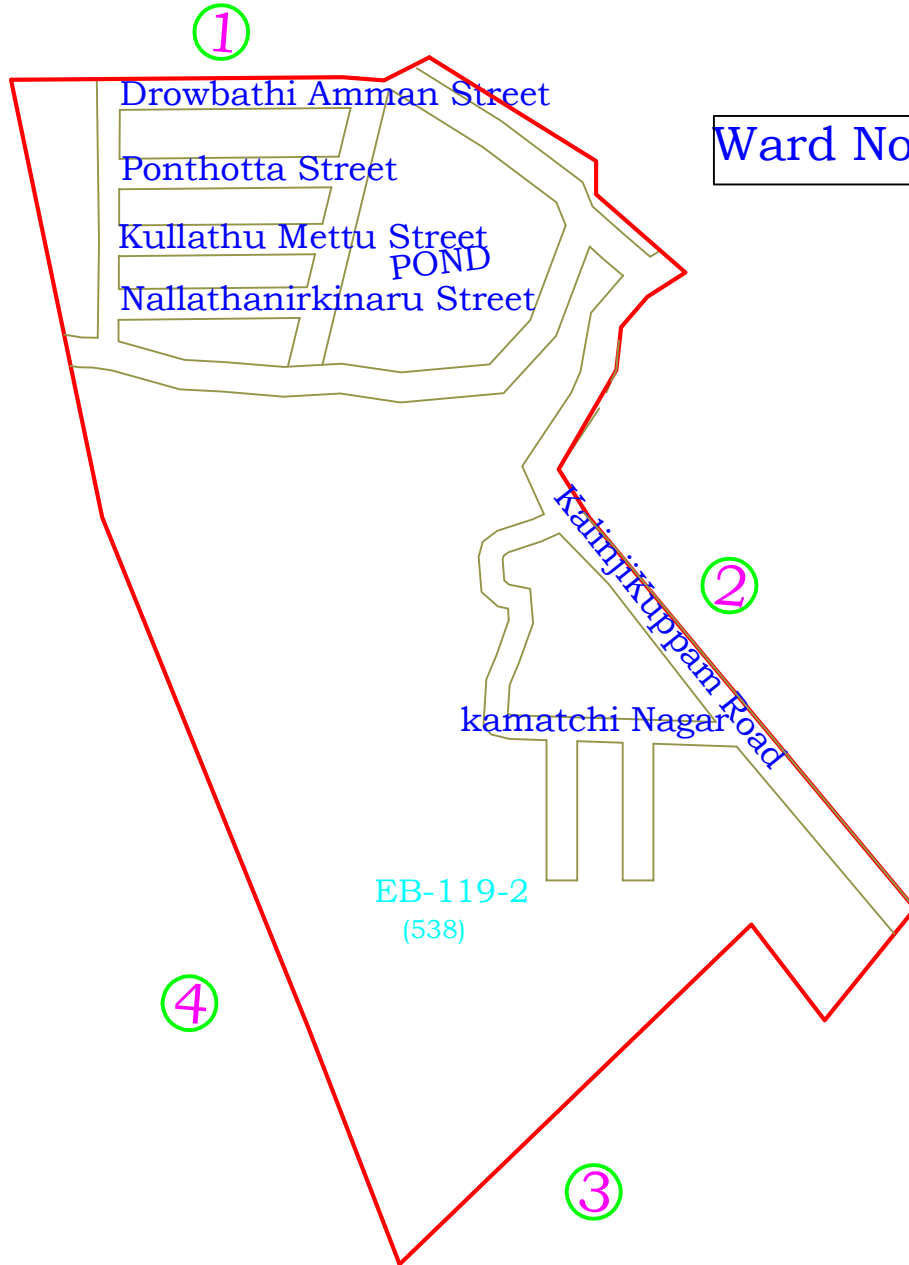 1
Drowbathi Amman Street
Ward No
Ponthotta Street
Kullathu Mettu Street
POND
Nallathanirkinaru Street
KalinjiKuppam Road
2
kamatchi Nagar
EB-119-2
(538)
4
3